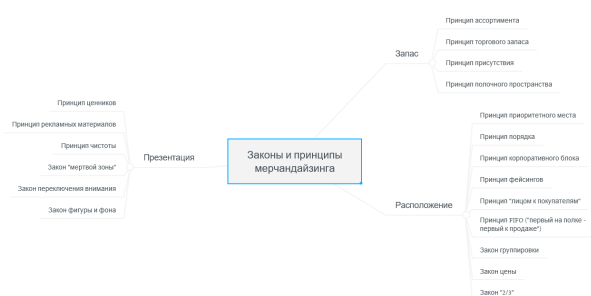 Принцип ассортимента
Запас
Принцип торгового запаса
Принцип присутствия
Принцип полочного пространства
Принцип ценников
Принцип рекламных материалов
Принцип чистоты
Презентация
Закон "мертвой зоны"
Закон переключения внимания
Закон фигуры и фона
Законы и принципы
мерчандайзинга
Принцип приоритетного места
Принцип порядка
Принцип корпоративного блока
Принцип фейсингов
Расположение
Принцип "лицом к покупателям"
Принцип FIFO ("первый на полке -
первый к продаже")
Закон группировки
Закон цены
Закон "2/3"